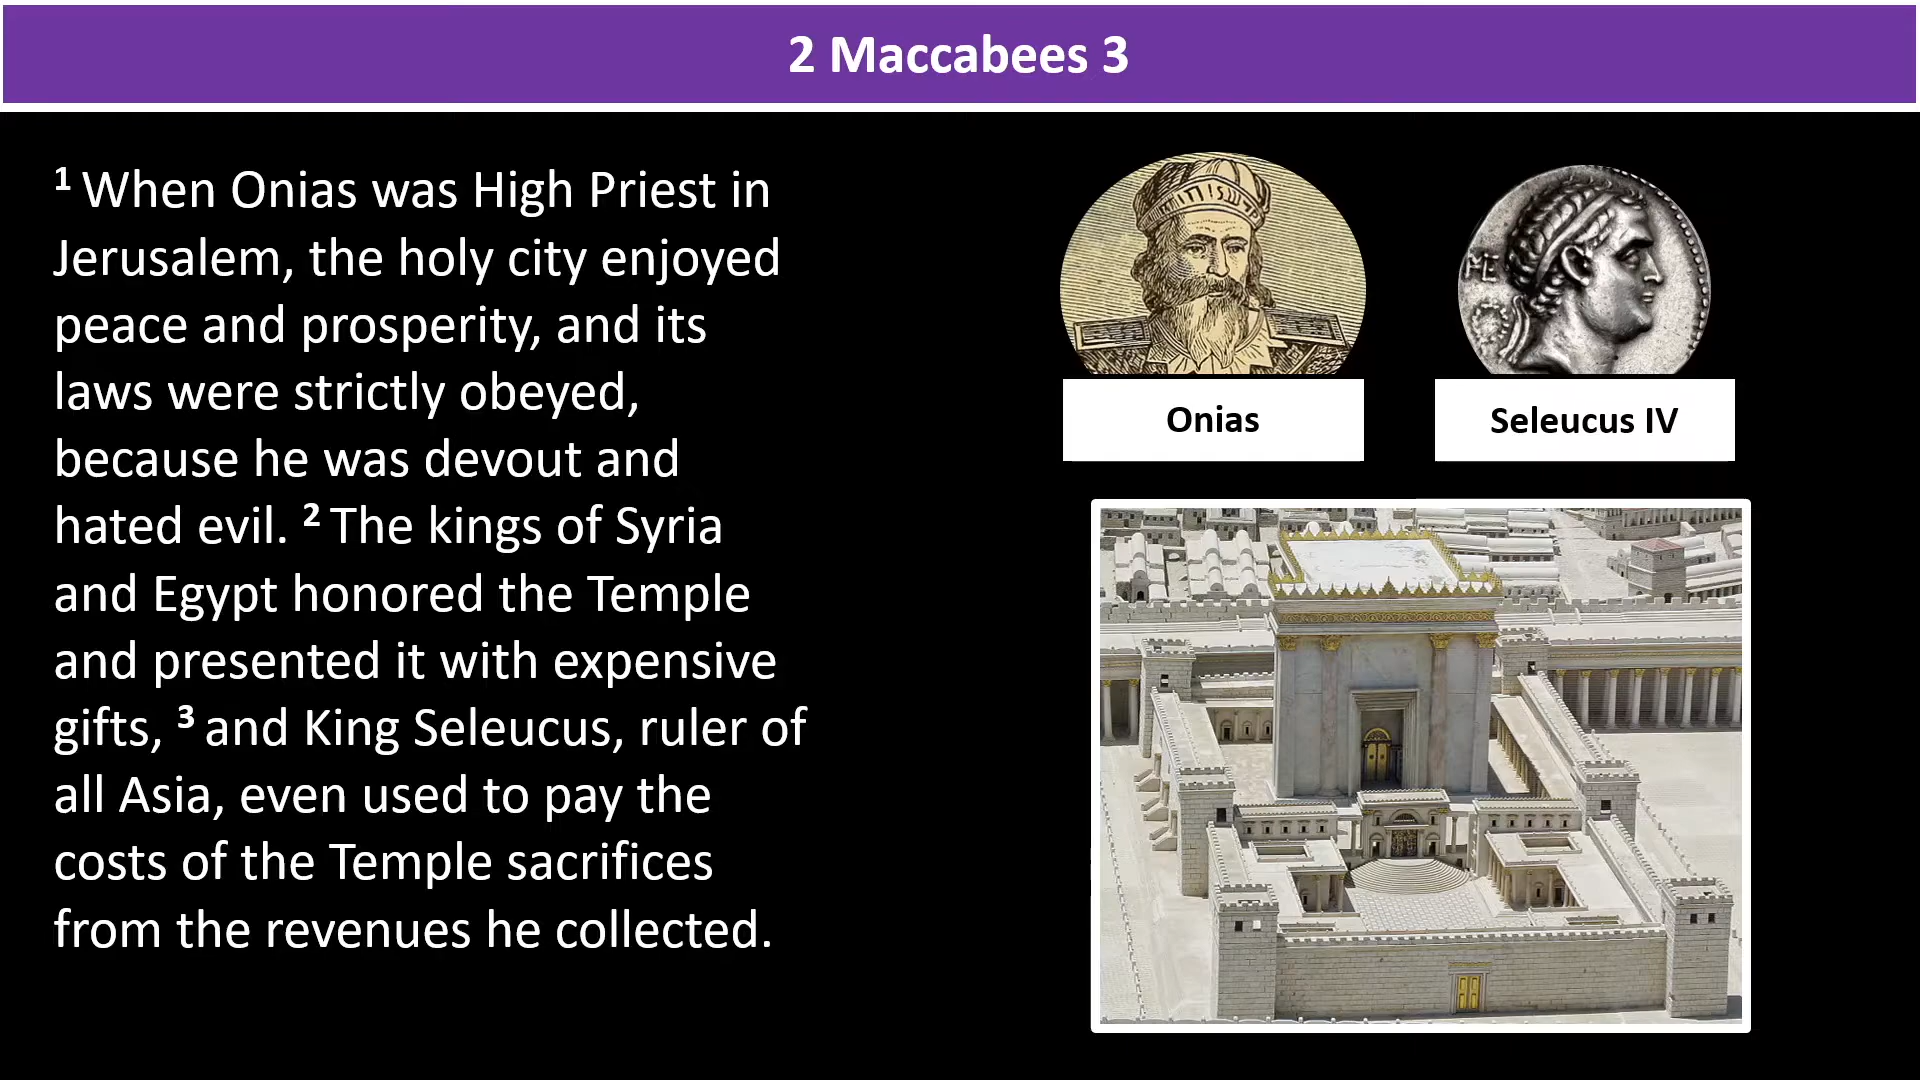 2 Maccabees 3
1 When Onias was High Priest in
Jerusalem, the holy city enjoyed
peace and prosperity, and its
laws were strictly obeyed,
because he was devout and
hated evil. 2 The kings of Syria
and Egypt honored the Temple
and presented it with expensive
gifts, 3 and King Seleucus, ruler of
all Asia, even used to pay the
costs of the Temple sacrifices
from the revenues he collected.
Onias
Seleucus IV